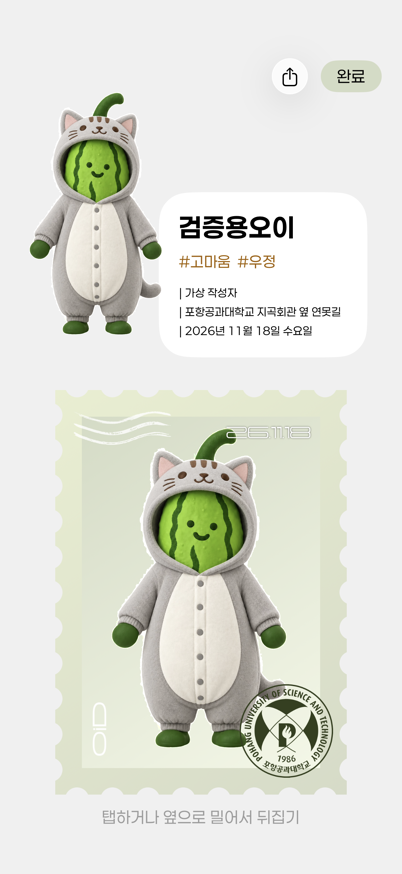 완료
검증용오이
#고마움 #우정
| 가상 작성자
| 포항공과대학교 지곡회관 옆 연못길
| 2026년 11월 18일 수요일
261118
오이
POHANG UNIVERSITY OF SCIENCE AND TECHNOLOGY
1986
포항공과대학교
탭하거나 옆으로 밀어서 뒤집기